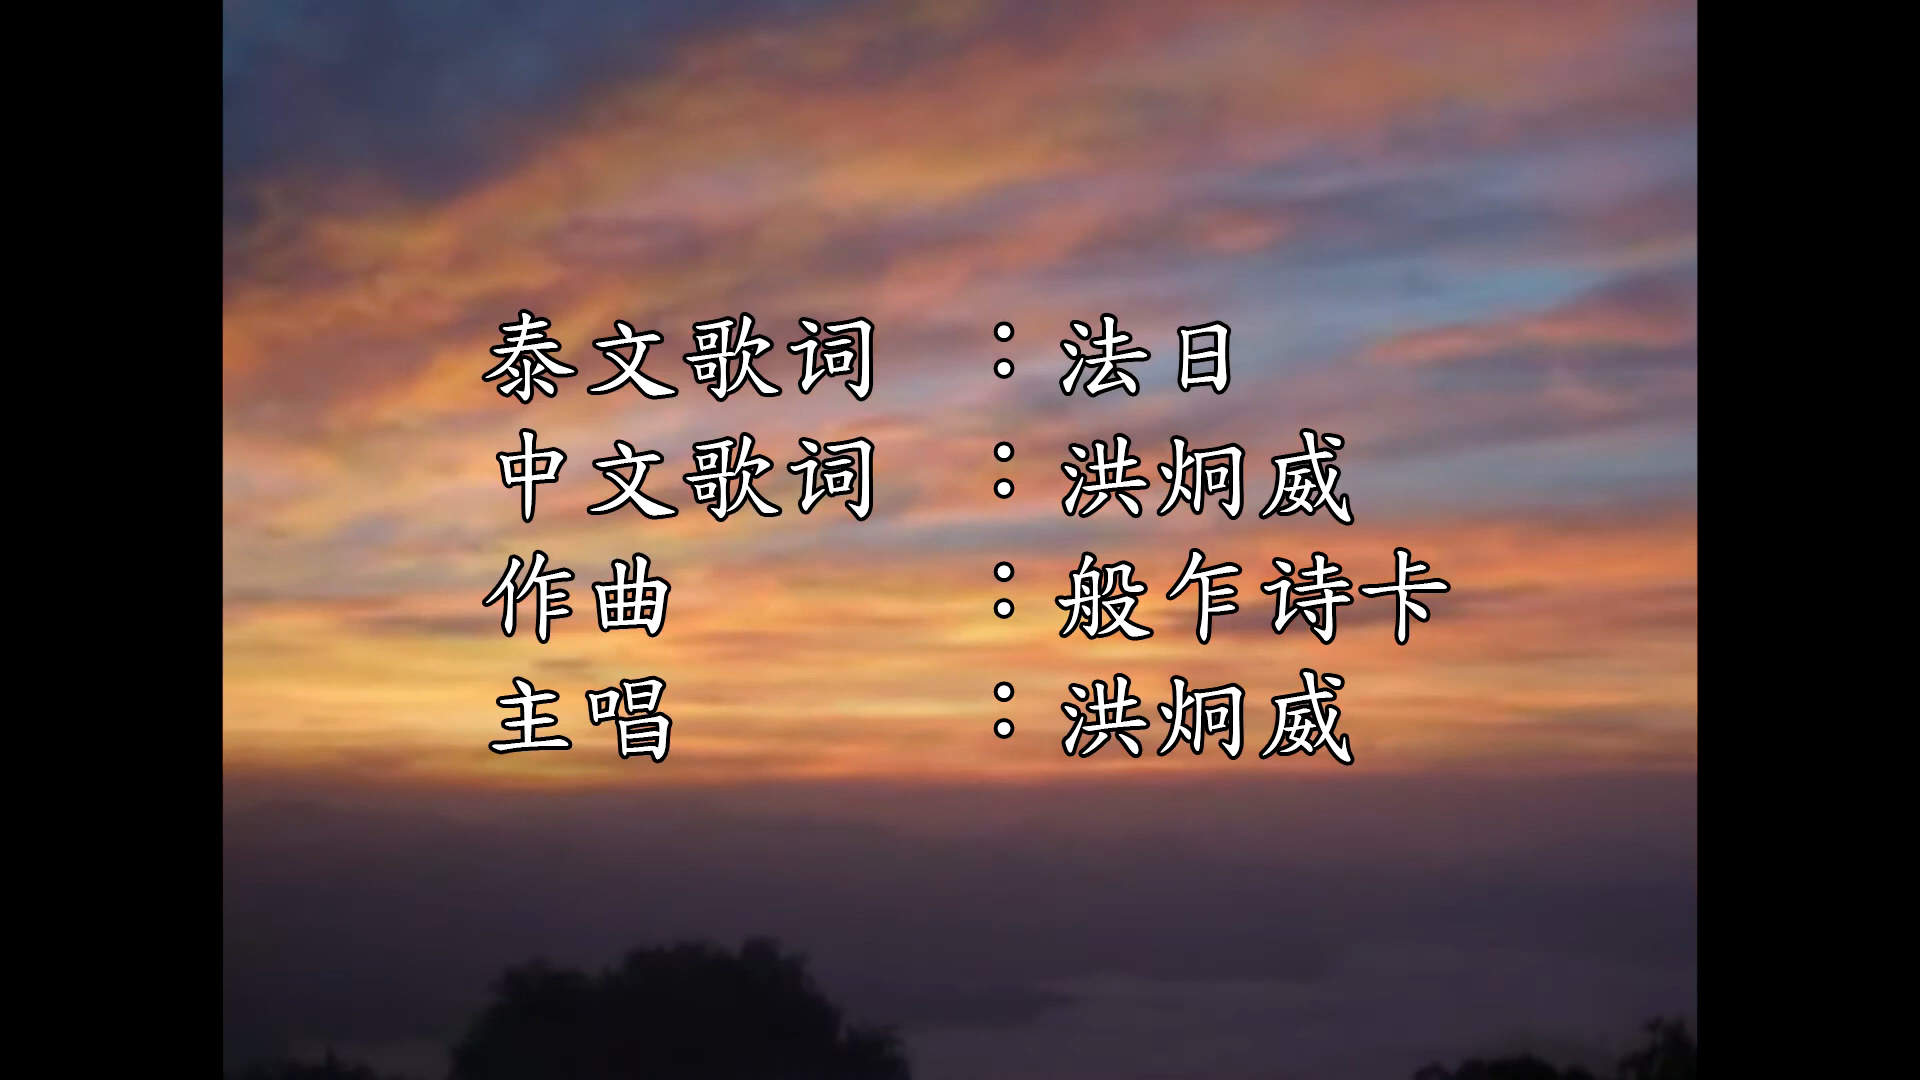 泰文歌词 :法日
中文歌词 :洪炯威
作曲 :般乍诗卡
主唱 :洪炯威